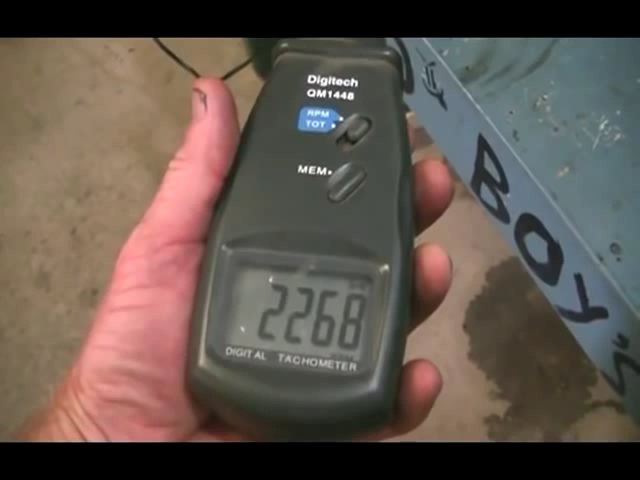 Digitech
QM1448
RPM
TOT
MEM
2268
DIGITAL TACHOMETER
BOY